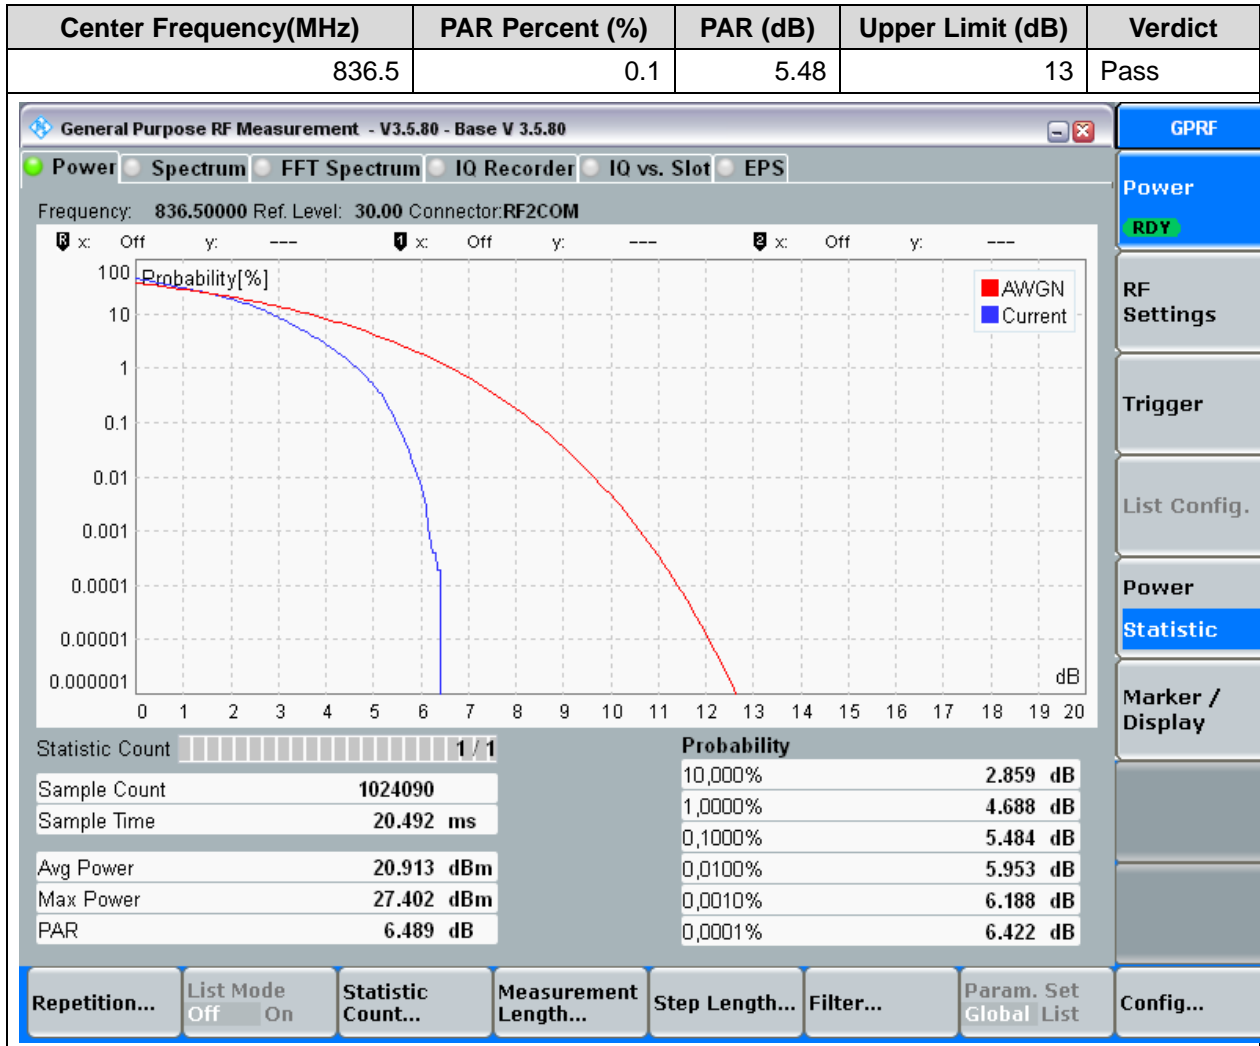 Center Frequency(MHz) PAR Percent (%) PAR (dB) Upper Limit (dB) Verdict
836.5 0.1 5.48 13 Pass
General Purpose RF Measurement - V3.5.80 - Base V 3.5.80
GPRF
Power Spectrum FFT Spectrum IQ Recorder IQ vs. Slot EPS
Power
RDY
Frequency: 836.50000 Ref. Level: 30.00 Connector:RF2COM
R x: Off y: --- 1 x: Off y: --- 2 x: Off y: ---
100 Probability[%]
AWGN
Current
10
1
0.1
0.01
0.001
0.0001
0.00001
0.000001
dB
0 1 2 3 4 5 6 7 8 9 10 11 12 13 14 15 16 17 18 19 20
RF
Settings
Trigger
List Config.
Power
Statistic
Marker /
Display
Statistic Count 1 / 1
Sample Count 1024090
Sample Time 20.492 ms
Avg Power 20.913 dBm
Max Power 27.402 dBm
PAR 6.489 dB
Probability
10,000% 2.859 dB
1,0000% 4.688 dB
0,1000% 5.484 dB
0,0100% 5.953 dB
0,0010% 6.188 dB
0,0001% 6.422 dB
Repetition...
List Mode
Off On
Statistic
Count...
Measurement
Length...
Step Length...
Filter...
Param. Set
Global List
Config...